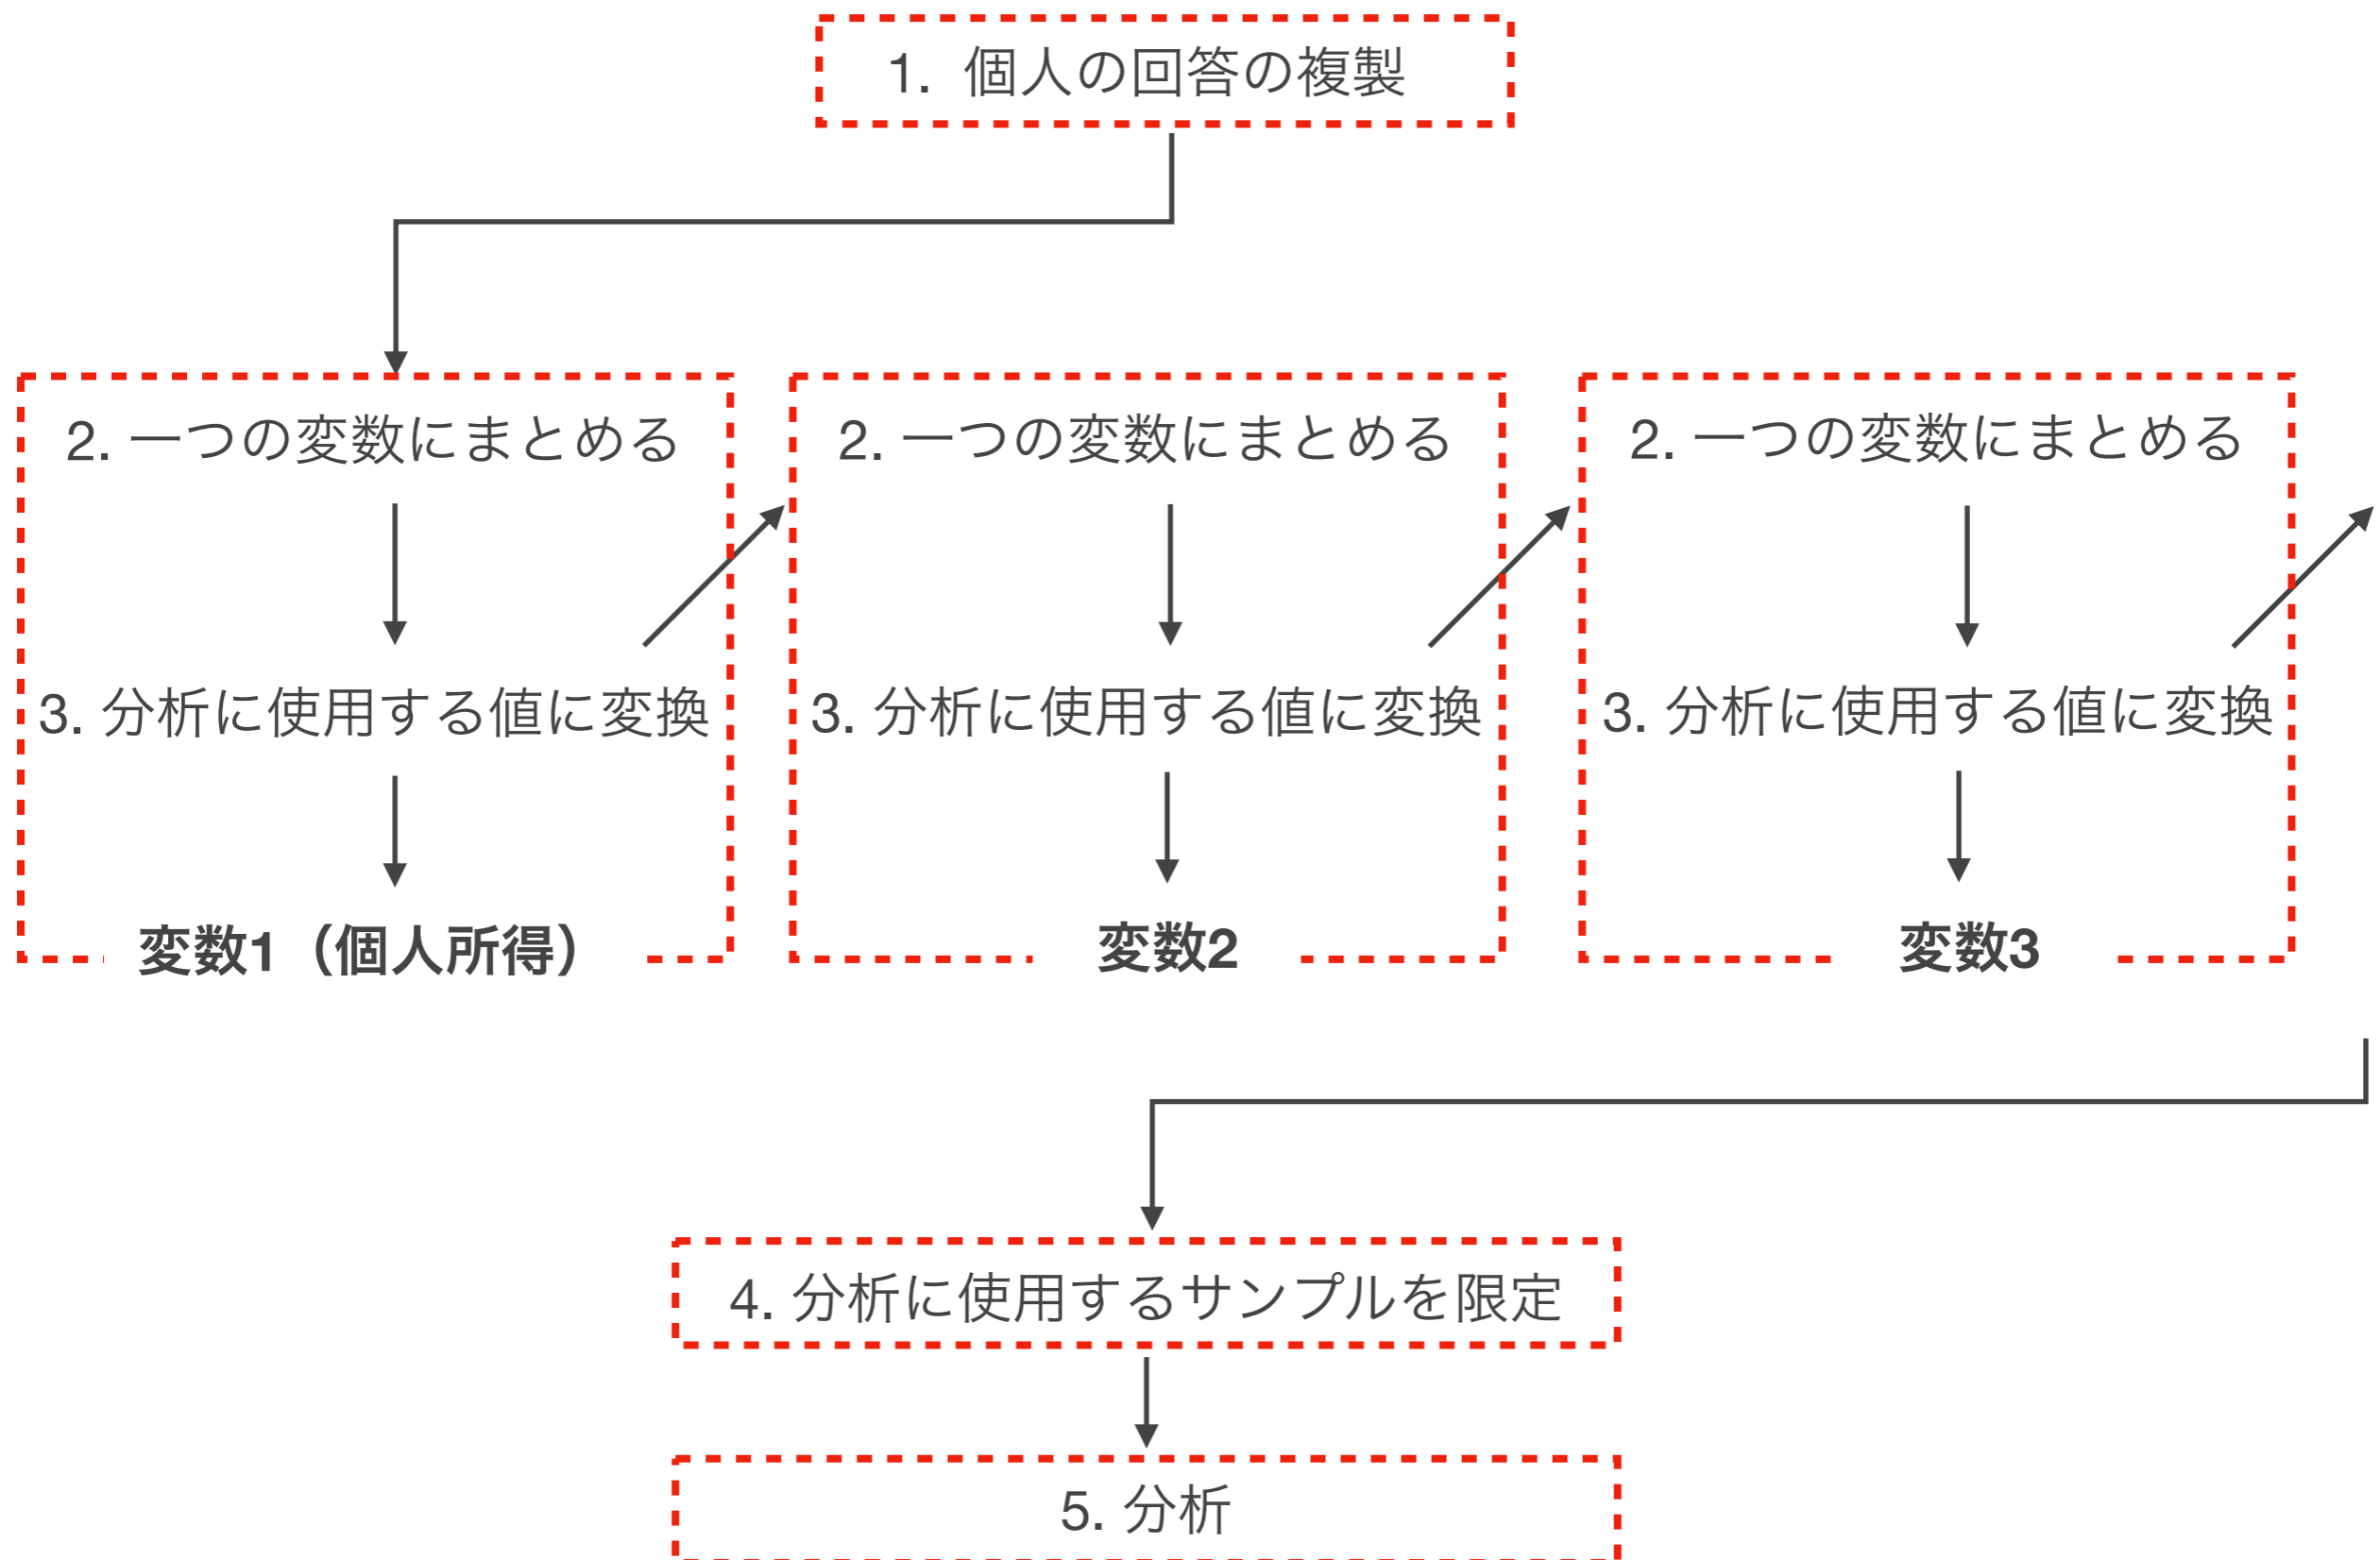 1. 個人の回答の複製
2. 一つの変数にまとめる
3. 分析に使用する値に変換
変数1（個人所得）
2. 一つの変数にまとめる
3. 分析に使用する値に変換
変数2
2. 一つの変数にまとめる
3. 分析に使用する値に変換
変数3
4. 分析に使用するサンプルを限定
5. 分析